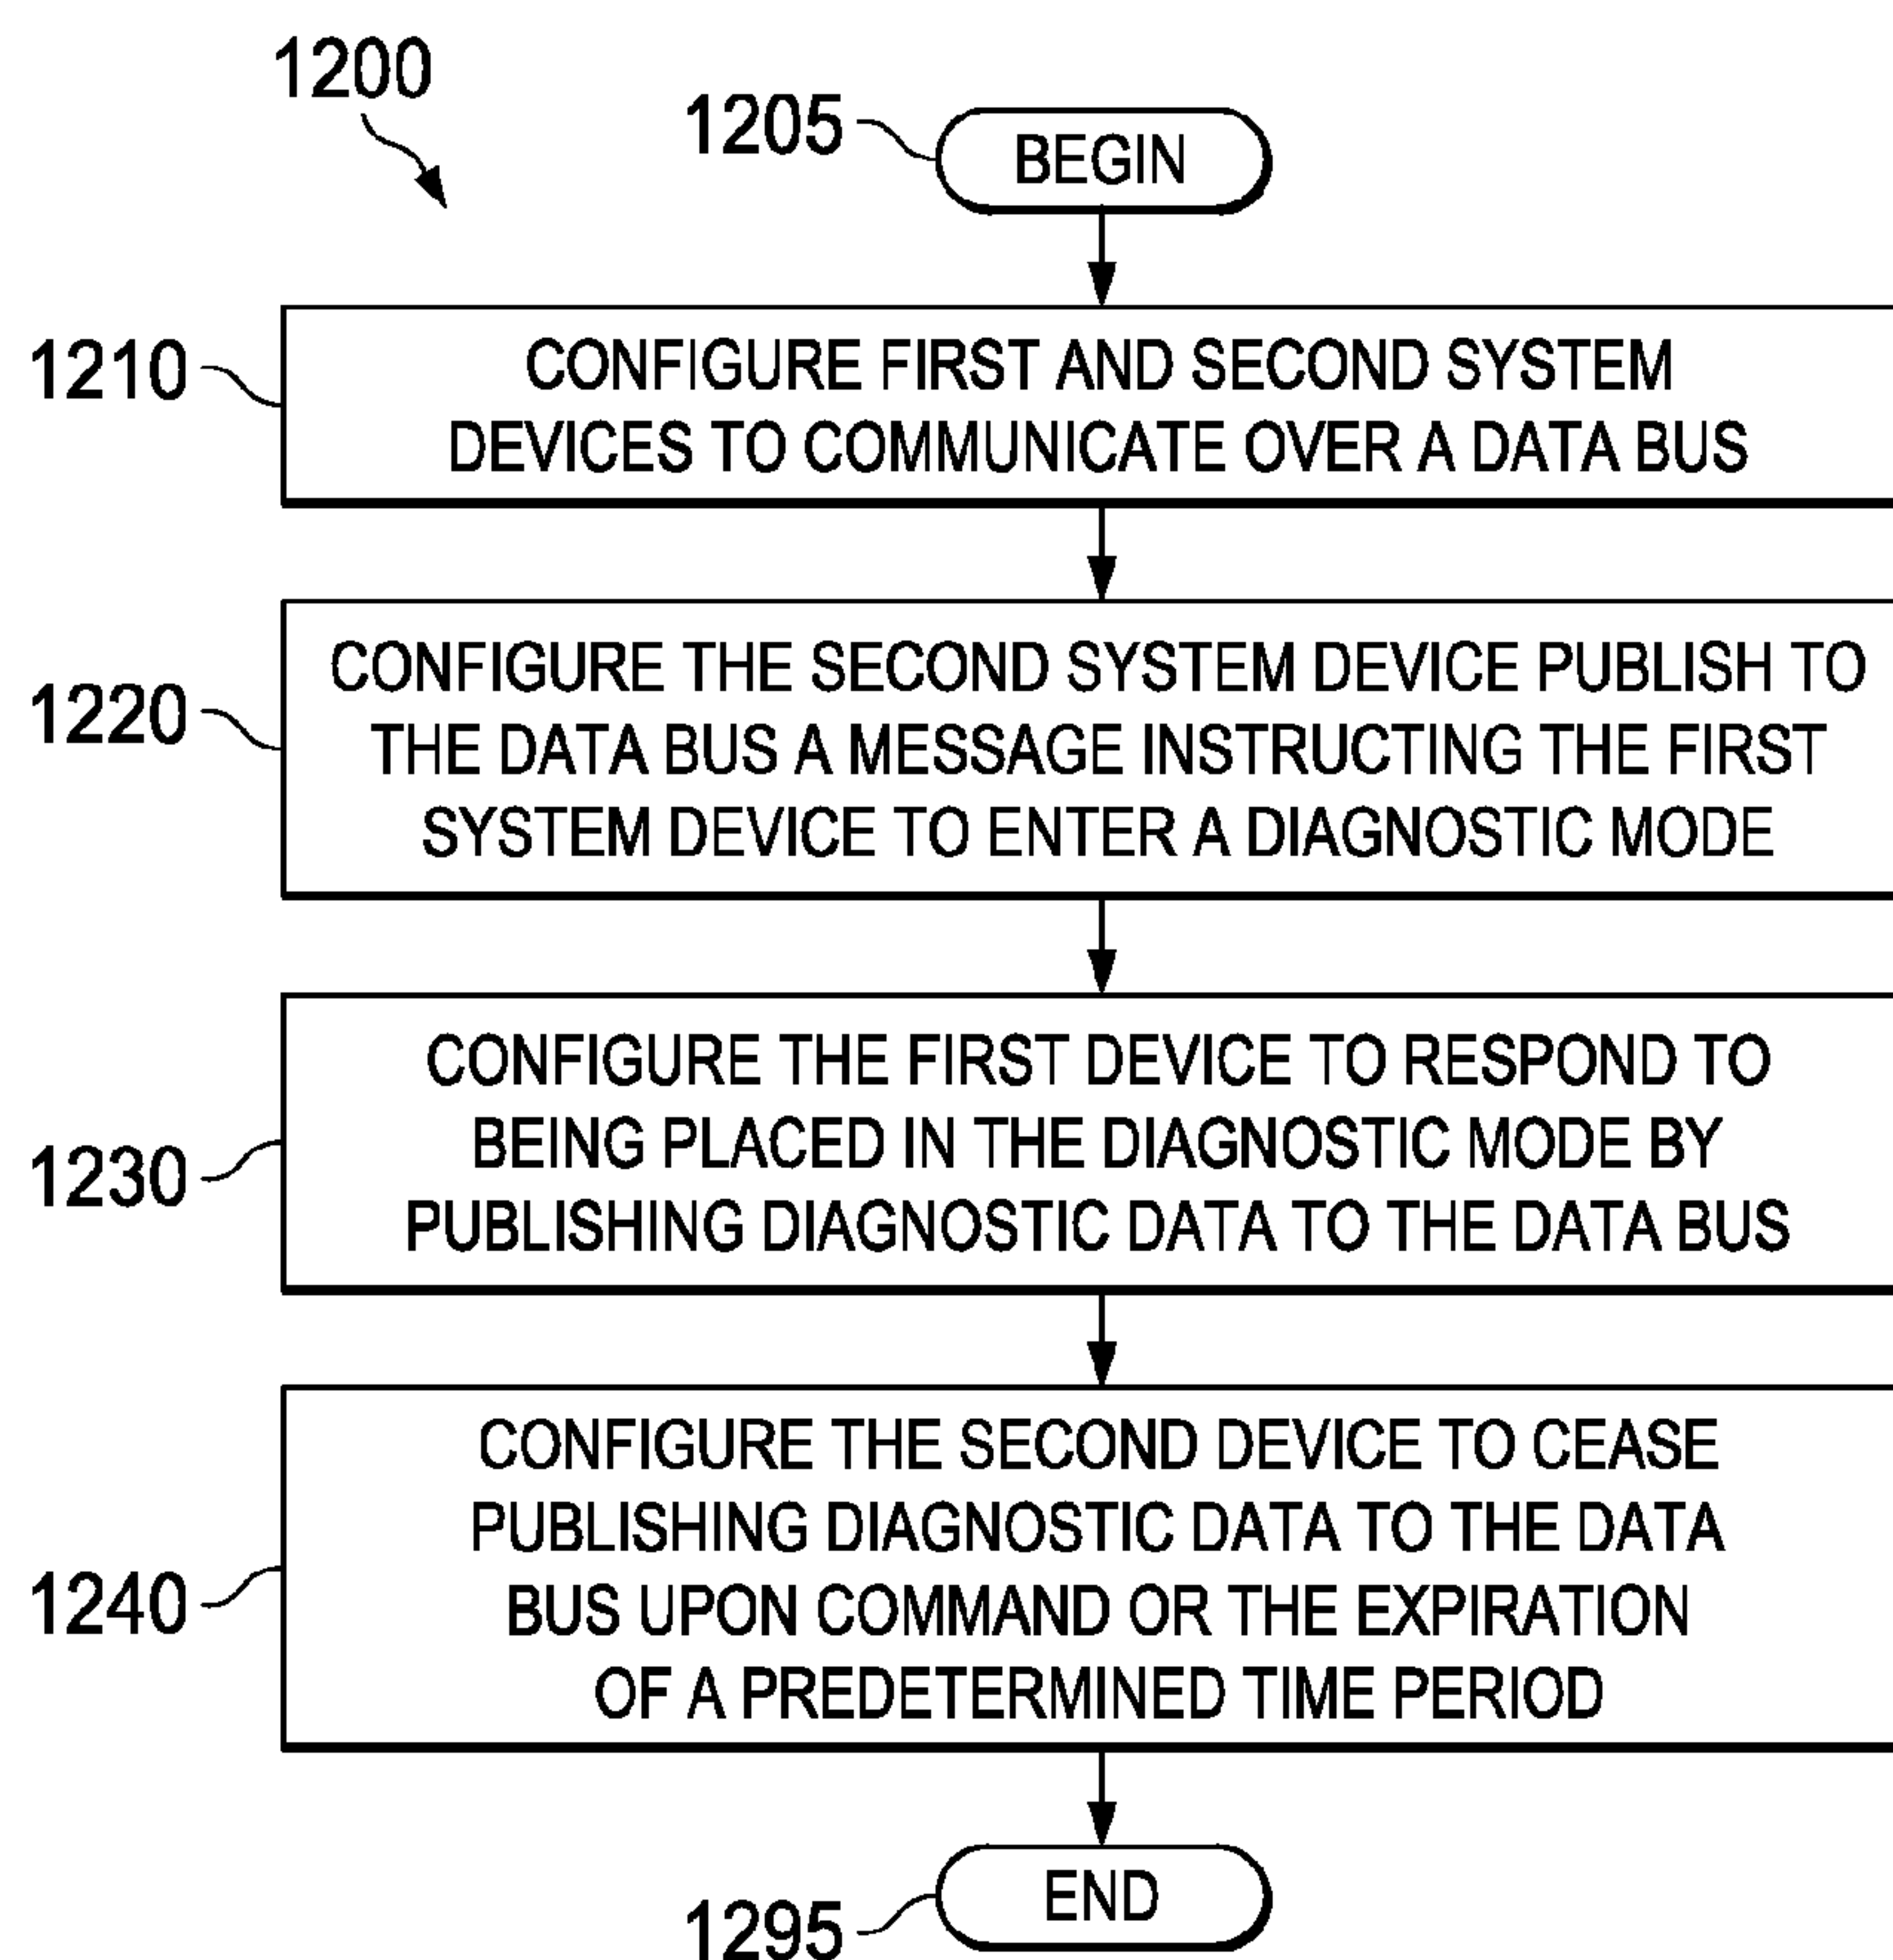 1200
1205
BEGIN
1210
CONFIGURE FIRST AND SECOND SYSTEM
DEVICES TO COMMUNICATE OVER A DATA BUS
1220
CONFIGURE THE SECOND SYSTEM DEVICE PUBLISH TO
THE DATA BUS A MESSAGE INSTRUCTING THE FIRST
SYSTEM DEVICE TO ENTER A DIAGNOSTIC MODE
1230
CONFIGURE THE FIRST DEVICE TO RESPOND TO
BEING PLACED IN THE DIAGNOSTIC MODE BY
PUBLISHING DIAGNOSTIC DATA TO THE DATA BUS
1240
CONFIGURE THE SECOND DEVICE TO CEASE
PUBLISHING DIAGNOSTIC DATA TO THE DATA
BUS UPON COMMAND OR THE EXPIRATION
OF A PREDETERMINED TIME PERIOD
1295
END